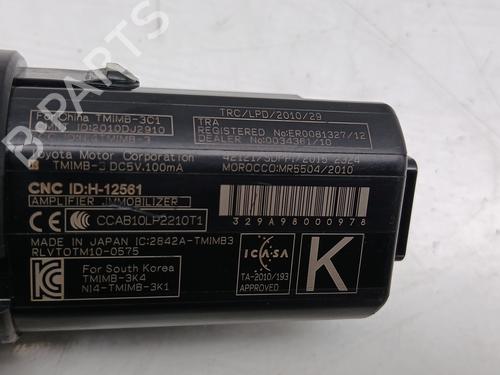 B-PARTS
For China TMIMB-3C1
ID:2010DJ2910
Toyota Motor Corporation
TMIMB-3 DC5V,100mA
CNC ID:H-12561
AMPLIFIER IMMOBILIZER
CCAB10LP2210T1
MADE IN JAPAN IC:2642A-TMIMB3
RLVTOTM10-0575
For South Korea
TMIMB-3K4
NI4-TMIMB-3K1
TRC/LPD/2010/29
TRA
REGISTERED No:ER0081327/12
DEALER No:0034361/10
MOROCCO:MR5504/2010
329A98000978
ICASA
TA-2010/193
APPROVED
K